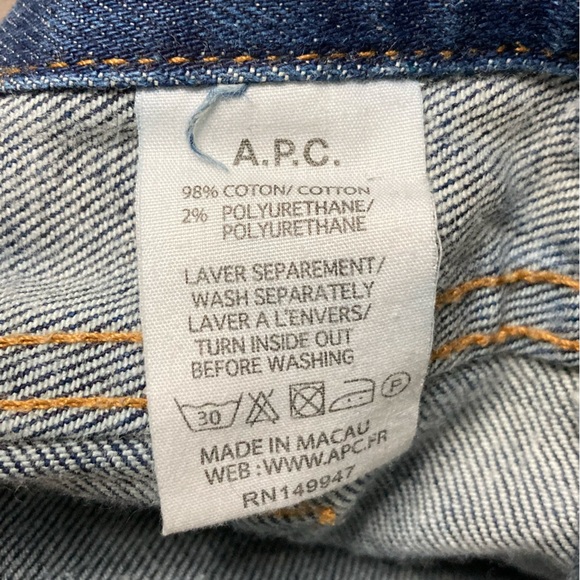 A.P.C.
98% COTON/ COTTON
2% POLYURETHANE/
POLYURETHANE
LAVER SEPAREMENT/
WASH SEPARATELY
LAVER A L'ENVERS/
TURN INSIDE OUT
BEFORE WASHING
30 P
MADE IN MACAU
WEB : WWW.APC.FR
RN149947